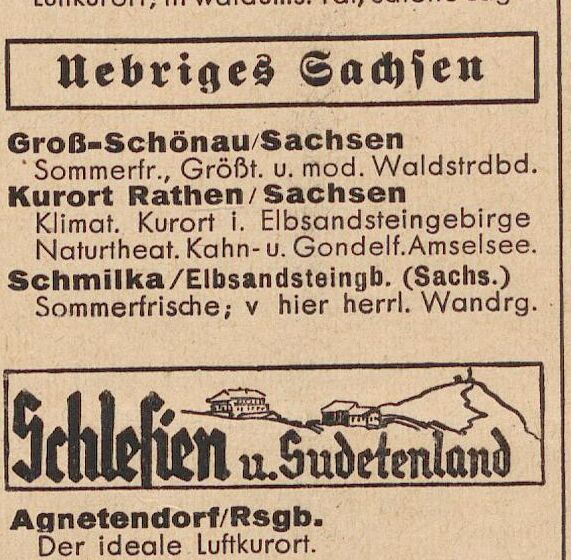 Luftkurort,
Uebriges Sachsen
Groß-Schönau/Sachsen
Sommerfr., Größt. u. mod. Waldstrdbd.
Kurort Rathen/Sachsen
Klimat. Kurort i. Elbsandsteingebirge
Naturtheat. Kahn- u. Gondelf. Amselsee.
Schmilka/Elbsandsteingb. (Sachs.)
Sommerfrische; v hier herrl. Wandrg.
Schlesien u. Sudetenland
Agnetendorf/Rsgb.
Der ideale Luftkurort.